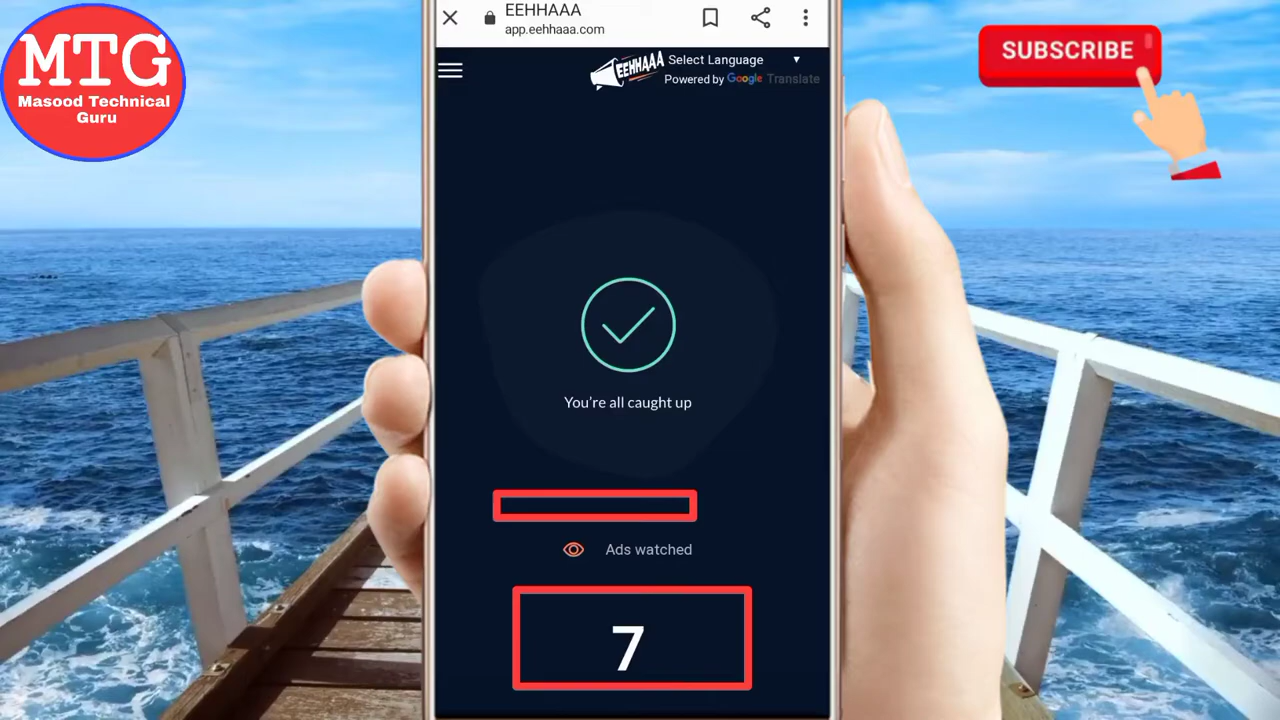 MTG
Masood Technical
Guru
EEHHAAA
app.eehhaaa.com
SUBSCRIBE
EEHHAAA
Select Language
Powered by Google Translate
You're all caught up
Ads watched
7